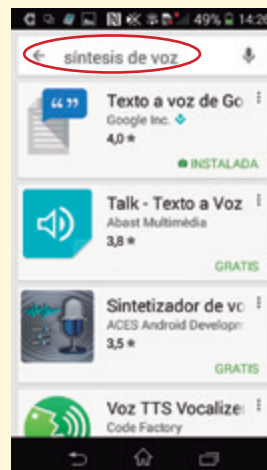 49% 14:26
síntesis de voz
Texto a voz de Go
Google Inc.
4,0 ★
INSTALADA
Talk - Texto a Voz
Abast Multimèdia
3,8 ★
GRATIS
Sintetizador de vo
ACES Android Developm
3,5 ★
GRATIS
Voz TTS Vocalize
Code Factory